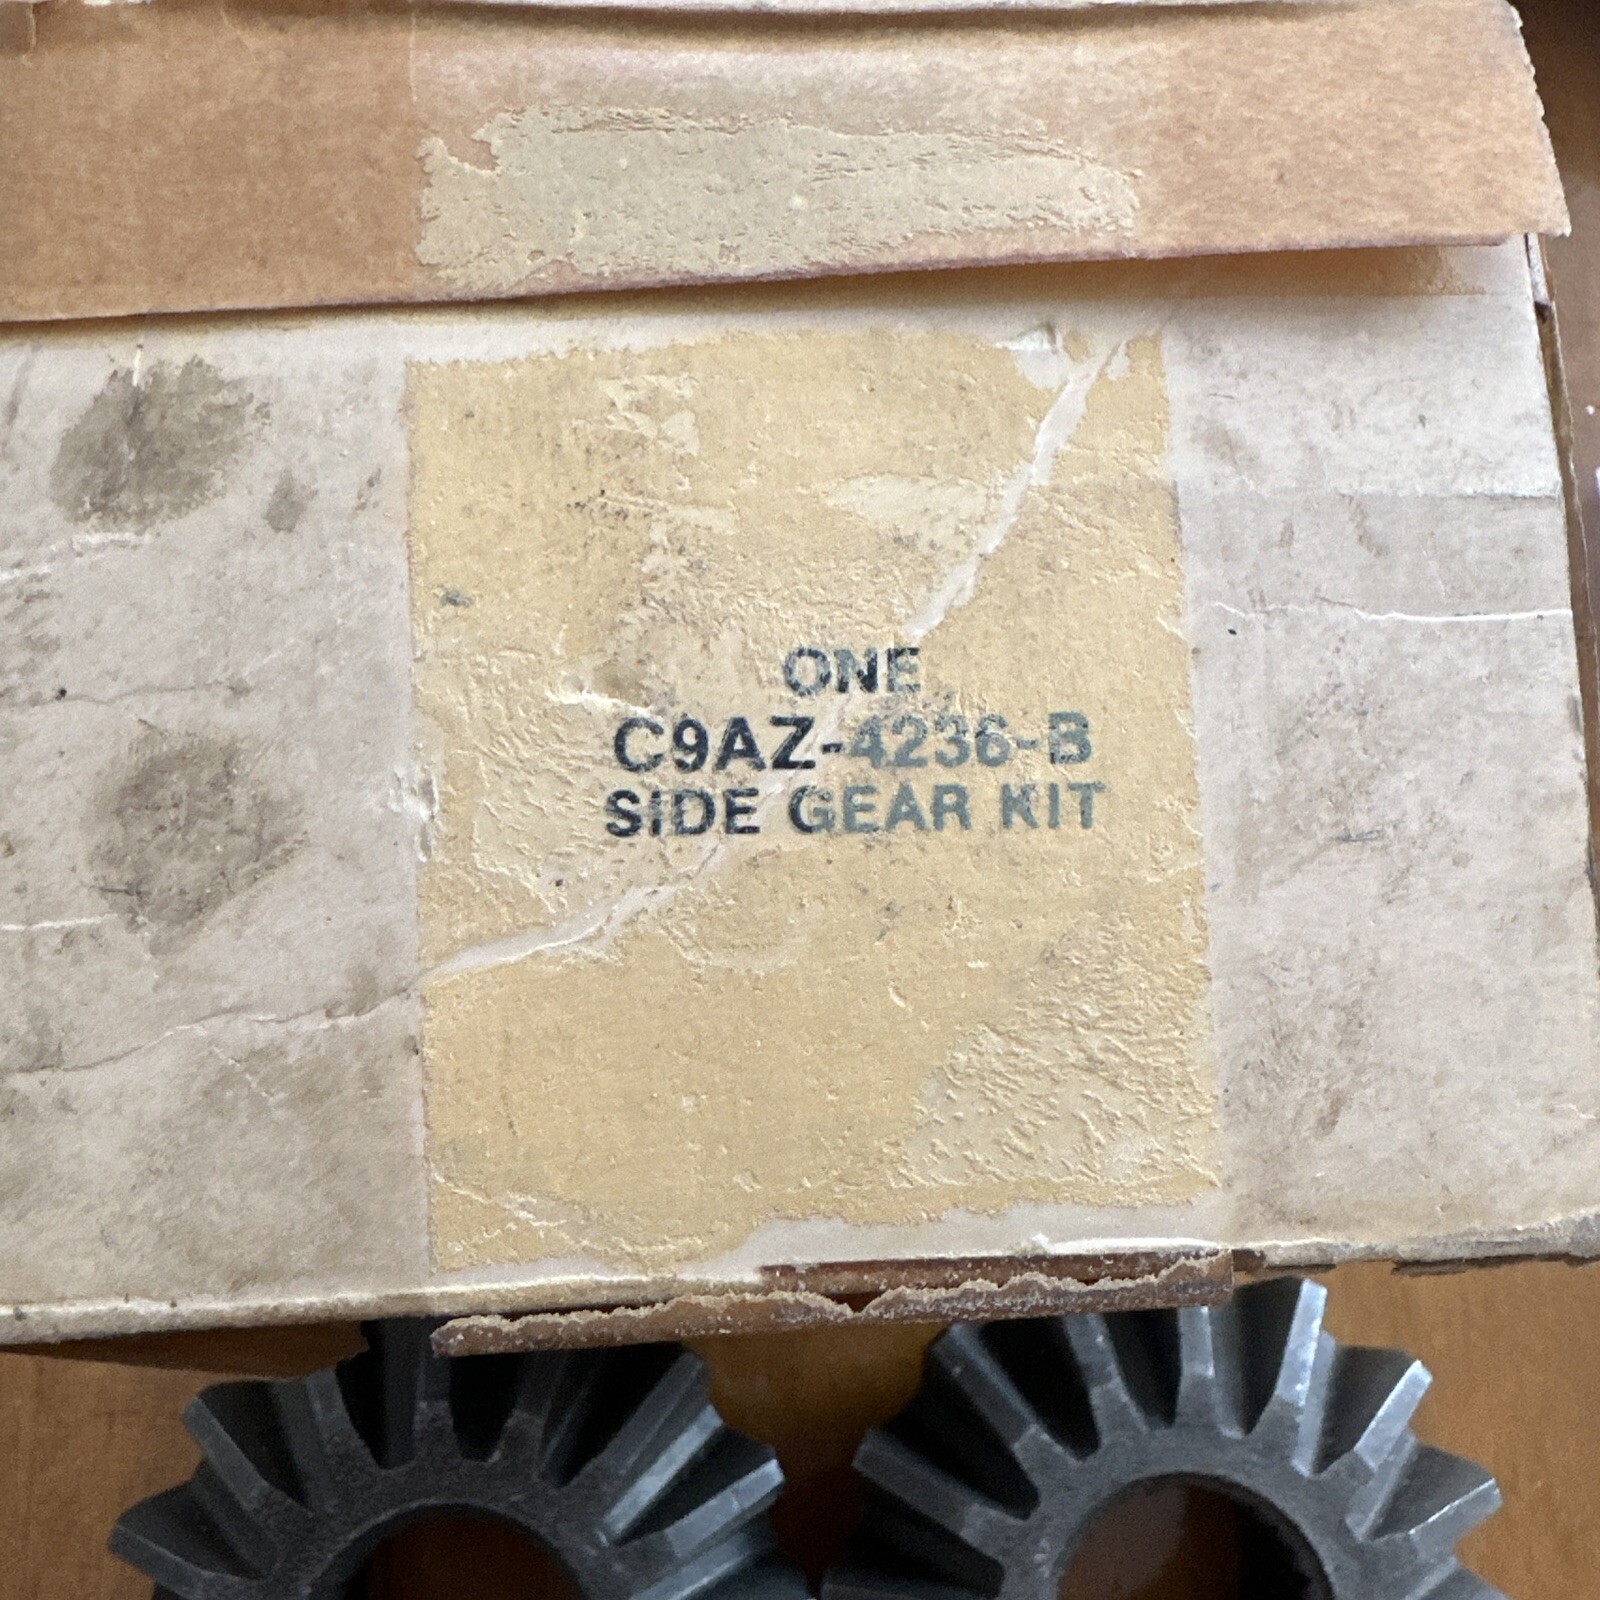 ONE
C9AZ-4236-B
SIDE GEAR KIT